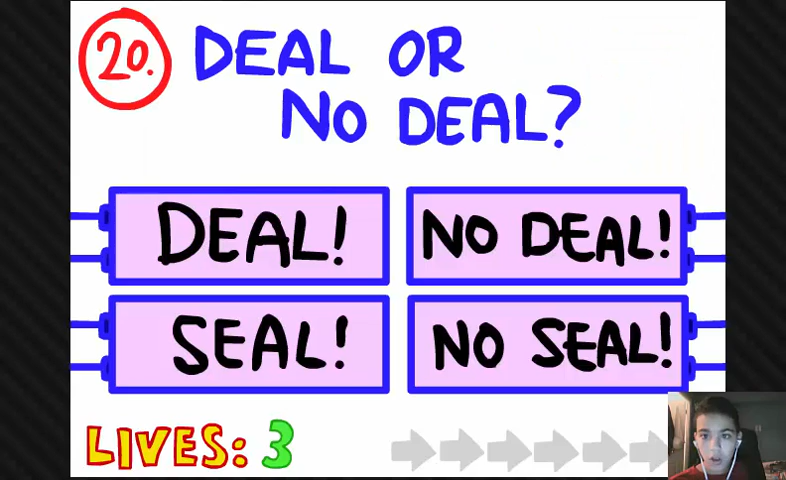 20.
DEAL OR
NO DEAL?
DEAL!
NO DEAL!
SEAL!
NO SEAL!
LIVES: 3